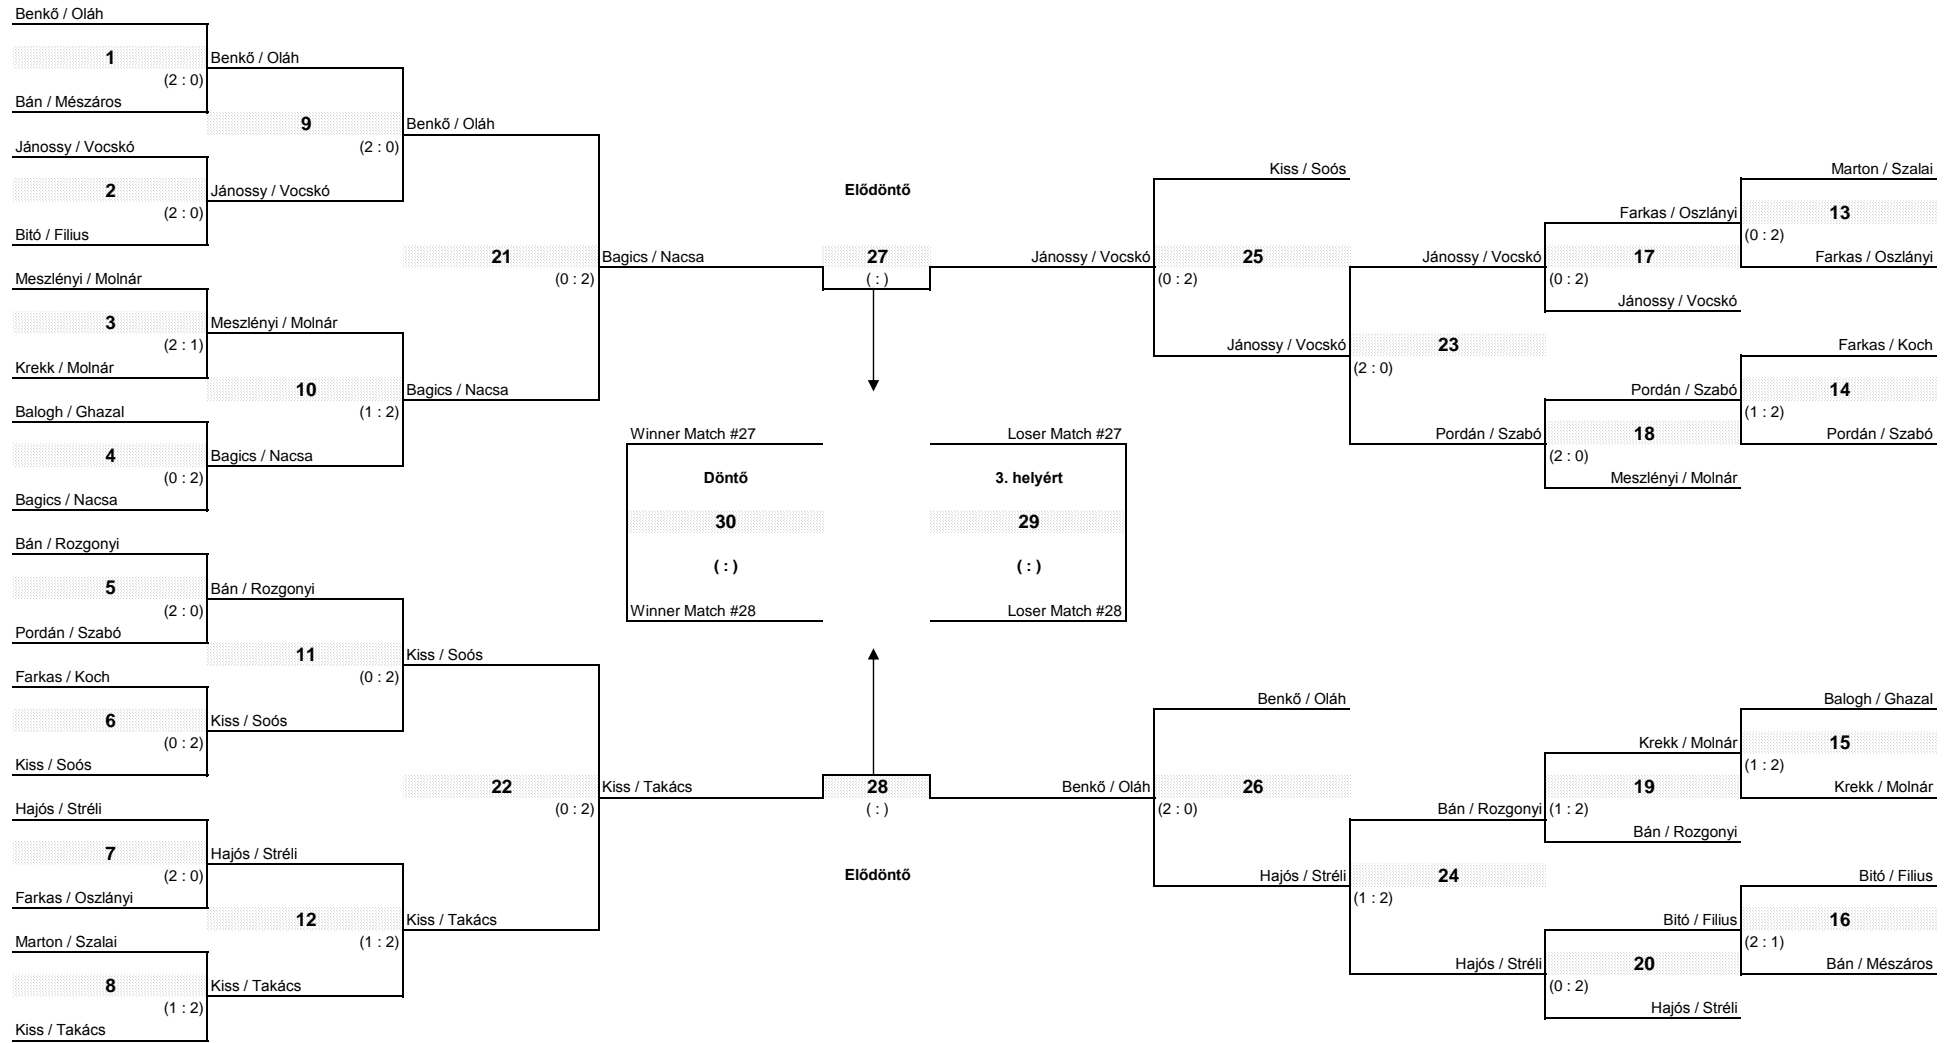 Benkő / Oláh
1
Benkő / Oláh
(2 : 0)
Bán / Mészáros
9
Benkő / Oláh
(2 : 0)
Jánossy / Vocskó
2
Jánossy / Vocskó
(2 : 0)
Bitó / Filius
21
Bagics / Nacsa
(0 : 2)
Meszlényi / Molnár
3
Meszlényi / Molnár
(2 : 1)
Krekk / Molnár
10
Bagics / Nacsa
(1 : 2)
Balogh / Ghazal
4
Bagics / Nacsa
(0 : 2)
Bagics / Nacsa
Bán / Rozgonyi
5
Bán / Rozgonyi
(2 : 0)
Pordán / Szabó
11
Kiss / Soós
(0 : 2)
Farkas / Koch
6
Kiss / Soós
(0 : 2)
Kiss / Soós
22
Kiss / Takács
(0 : 2)
Hajós / Stréli
7
Hajós / Stréli
(2 : 0)
Farkas / Oszlányi
12
Kiss / Takács
(1 : 2)
Marton / Szalai
8
Kiss / Takács
(1 : 2)
Kiss / Takács
Elődöntő
27
( : )
Winner Match #27
Döntő
30
( : )
Winner Match #28
Loser Match #27
3. helyért
29
( : )
Loser Match #28
28
( : )
Elődöntő
Kiss / Soós
Jánossy / Vocskó
25
(0 : 2)
Jánossy / Vocskó
23
(2 : 0)
Jánossy / Vocskó
17
(0 : 2)
Farkas / Oszlányi
Jánossy / Vocskó
Marton / Szalai
13
(0 : 2)
Farkas / Oszlányi
Pordán / Szabó
18
(2 : 0)
Pordán / Szabó
Meszlényi / Molnár
Farkas / Koch
14
(1 : 2)
Pordán / Szabó
Benkő / Oláh
Benkő / Oláh
26
(2 : 0)
Hajós / Stréli
24
(1 : 2)
Bán / Rozgonyi
19
(1 : 2)
Krekk / Molnár
Bán / Rozgonyi
Balogh / Ghazal
15
(1 : 2)
Krekk / Molnár
Hajós / Stréli
20
(0 : 2)
Bitó / Filius
Hajós / Stréli
Bitó / Filius
16
(2 : 1)
Bán / Mészáros